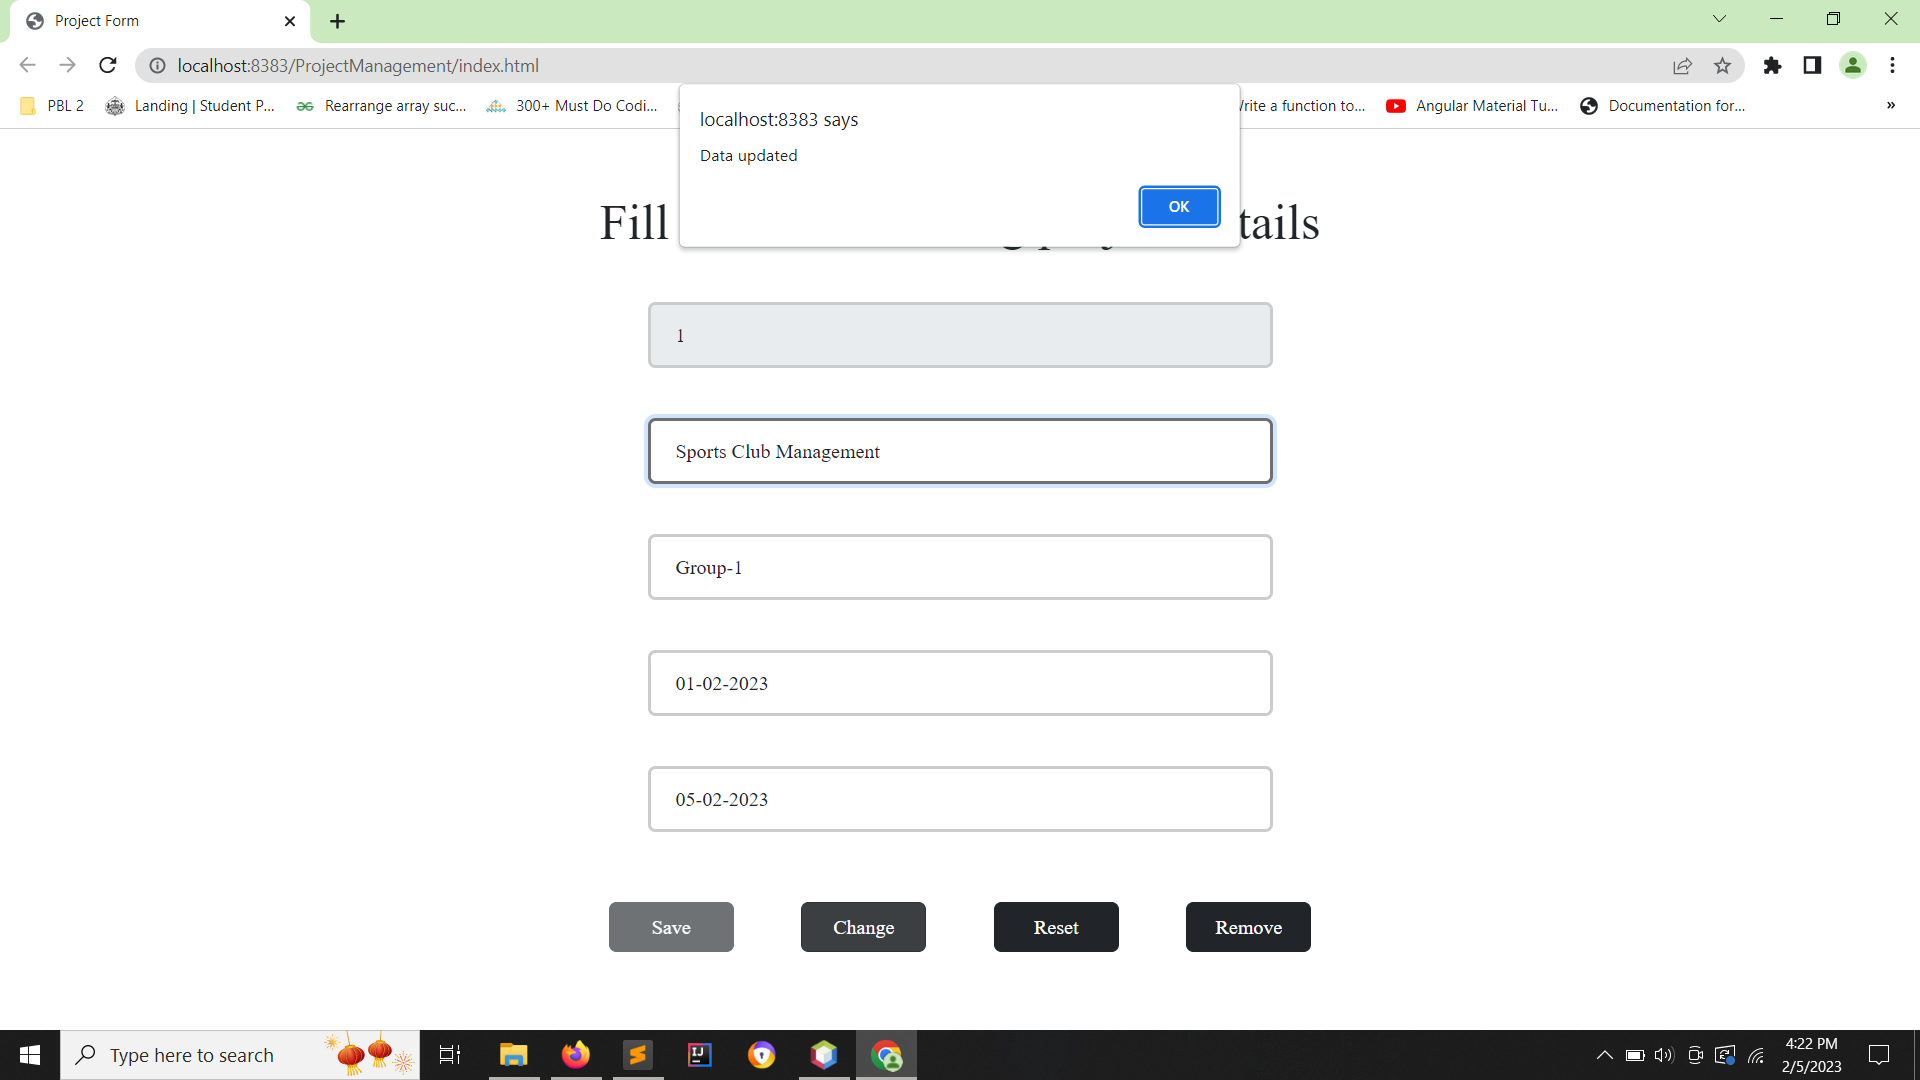 Project Form
localhost:8383/ProjectManagement/index.html
PBL 2 Landing | Student P... Rearrange array suc... 300+ Must Do Codi... rite a function to... Angular Material Tu... Documentation for... »
localhost:8383 says
Data updated
OK
Fill tails
1
Sports Club Management
Group-1
01-02-2023
05-02-2023
Save Change Reset Remove
Type here to search
4:22 PM
2/5/2023